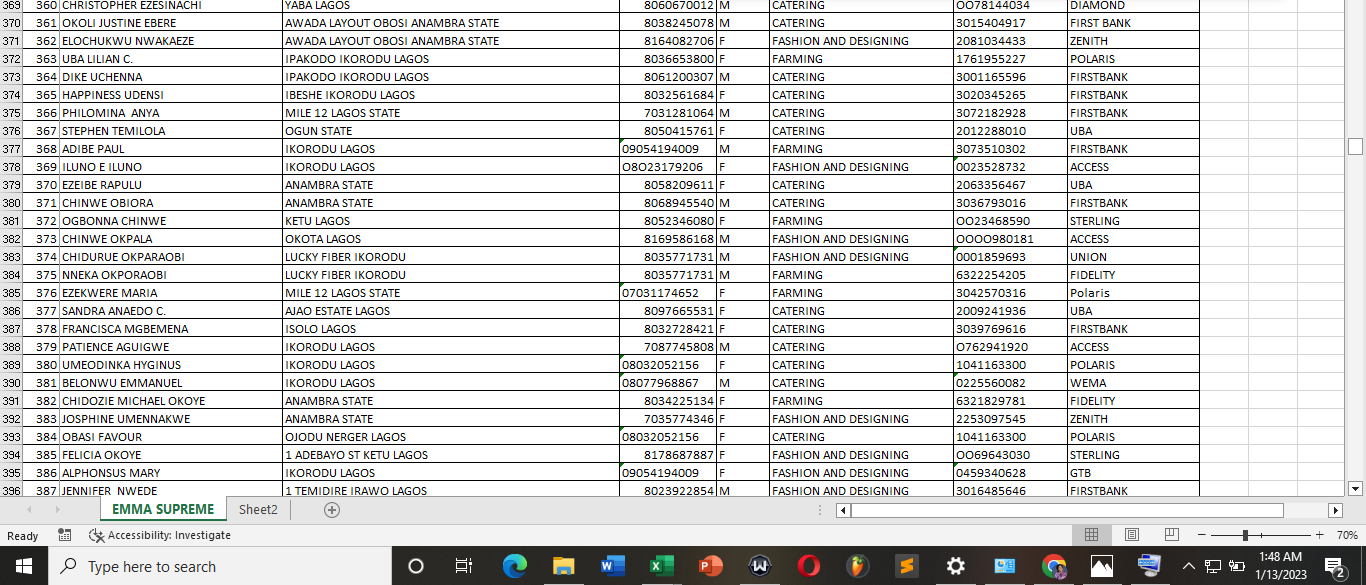 369 360 CHRISTOPHER EZESINACHI YABA LAGOS 8060670012 M CATERING OO78144034 DIAMOND
370 361 OKOLI JUSTINE EBERE AWADA LAYOUT OBOSI ANAMBRA STATE 8038245078 M CATERING 3015404917 FIRST BANK
371 362 ELOCHUKWU NWAKAEZE AWADA LAYOUT OBOSI ANAMBRA STATE 8164082706 F FASHION AND DESIGNING 2081034433 ZENITH
372 363 UBA LILIAN C. IPAKODO IKORODU LAGOS 8036653800 F FARMING 1761955227 POLARIS
373 364 DIKE UCHENNA IPAKODO IKORODU LAGOS 8061200307 M CATERING 3001165596 FIRSTBANK
374 365 HAPPINESS UDENSI IBESHE IKORODU LAGOS 8032561684 F CATERING 3020345265 FIRSTBANK
375 366 PHILOMINA ANYA MILE 12 LAGOS STATE 7031281064 M CATERING 3072182928 FIRSTBANK
376 367 STEPHEN TEMILOLA OGUN STATE 8050415761 F CATERING 2012288010 UBA
377 368 ADIBE PAUL IKORODU LAGOS 09054194009 M FARMING 3073510302 FIRSTBANK
378 369 ILUNO E ILUNO IKORODU LAGOS O8O23179206 F FASHION AND DESIGNING 0023528732 ACCESS
379 370 EZEIBE RAPULU ANAMBRA STATE 8058209611 F CATERING 2063356467 UBA
380 371 CHINWE OBIORA ANAMBRA STATE 8068945540 M CATERING 3036793016 FIRSTBANK
381 372 OGBONNA CHINWE KETU LAGOS 8052346080 F FARMING OO23468590 STERLING
382 373 CHINWE OKPALA OKOTA LAGOS 8169586168 M FASHION AND DESIGNING OOOO980181 ACCESS
383 374 CHIDURUE OKPARAOBI LUCKY FIBER IKORODU 8035771731 M FASHION AND DESIGNING 0001859693 UNION
384 375 NNEKA OKPORAOBI LUCKY FIBER IKORODU 8035771731 M FARMING 6322254205 FIDELITY
385 376 EZEKWERE MARIA MILE 12 LAGOS STATE 07031174652 F FARMING 3042570316 Polaris
386 377 SANDRA ANAEDO C. AJAO ESTATE LAGOS 8097665531 F CATERING 2009241936 UBA
387 378 FRANCISCA MGBEMENA ISOLO LAGOS 8032728421 F CATERING 3039769616 FIRSTBANK
388 379 PATIENCE AGUIGWE IKORODU LAGOS 7087745808 M CATERING O762941920 ACCESS
389 380 UMEODINKA HYGINUS IKORODU LAGOS 08032052156 F CATERING 1041163300 POLARIS
390 381 BELONWU EMMANUEL IKORODU LAGOS 08077968867 M CATERING 0225560082 WEMA
391 382 CHIDOZIE MICHAEL OKOYE ANAMBRA STATE 8034225134 F FARMING 6321829781 FIDELITY
392 383 JOSPHINE UMENNAKWE ANAMBRA STATE 7035774346 F FASHION AND DESIGNING 2253097545 ZENITH
393 384 OBASI FAVOUR OJODU NERGER LAGOS 08032052156 F CATERING 1041163300 POLARIS
394 385 FELICIA OKOYE 1 ADEBAYO ST KETU LAGOS 8178687887 F FASHION AND DESIGNING OO69643030 STERLING
395 386 ALPHONSUS MARY IKORODU LAGOS 09054194009 F FASHION AND DESIGNING 0459340628 GTB
396 387 JENNIFER NWEDE 1 TEMIDIRE IRAWO LAGOS 8023922854 M FASHION AND DESIGNING 3016485646 FIRSTBANK
EMMA SUPREME Sheet2
Ready Accessibility: Investigate 70%
Type here to search
1:48 AM
1/13/2023
2